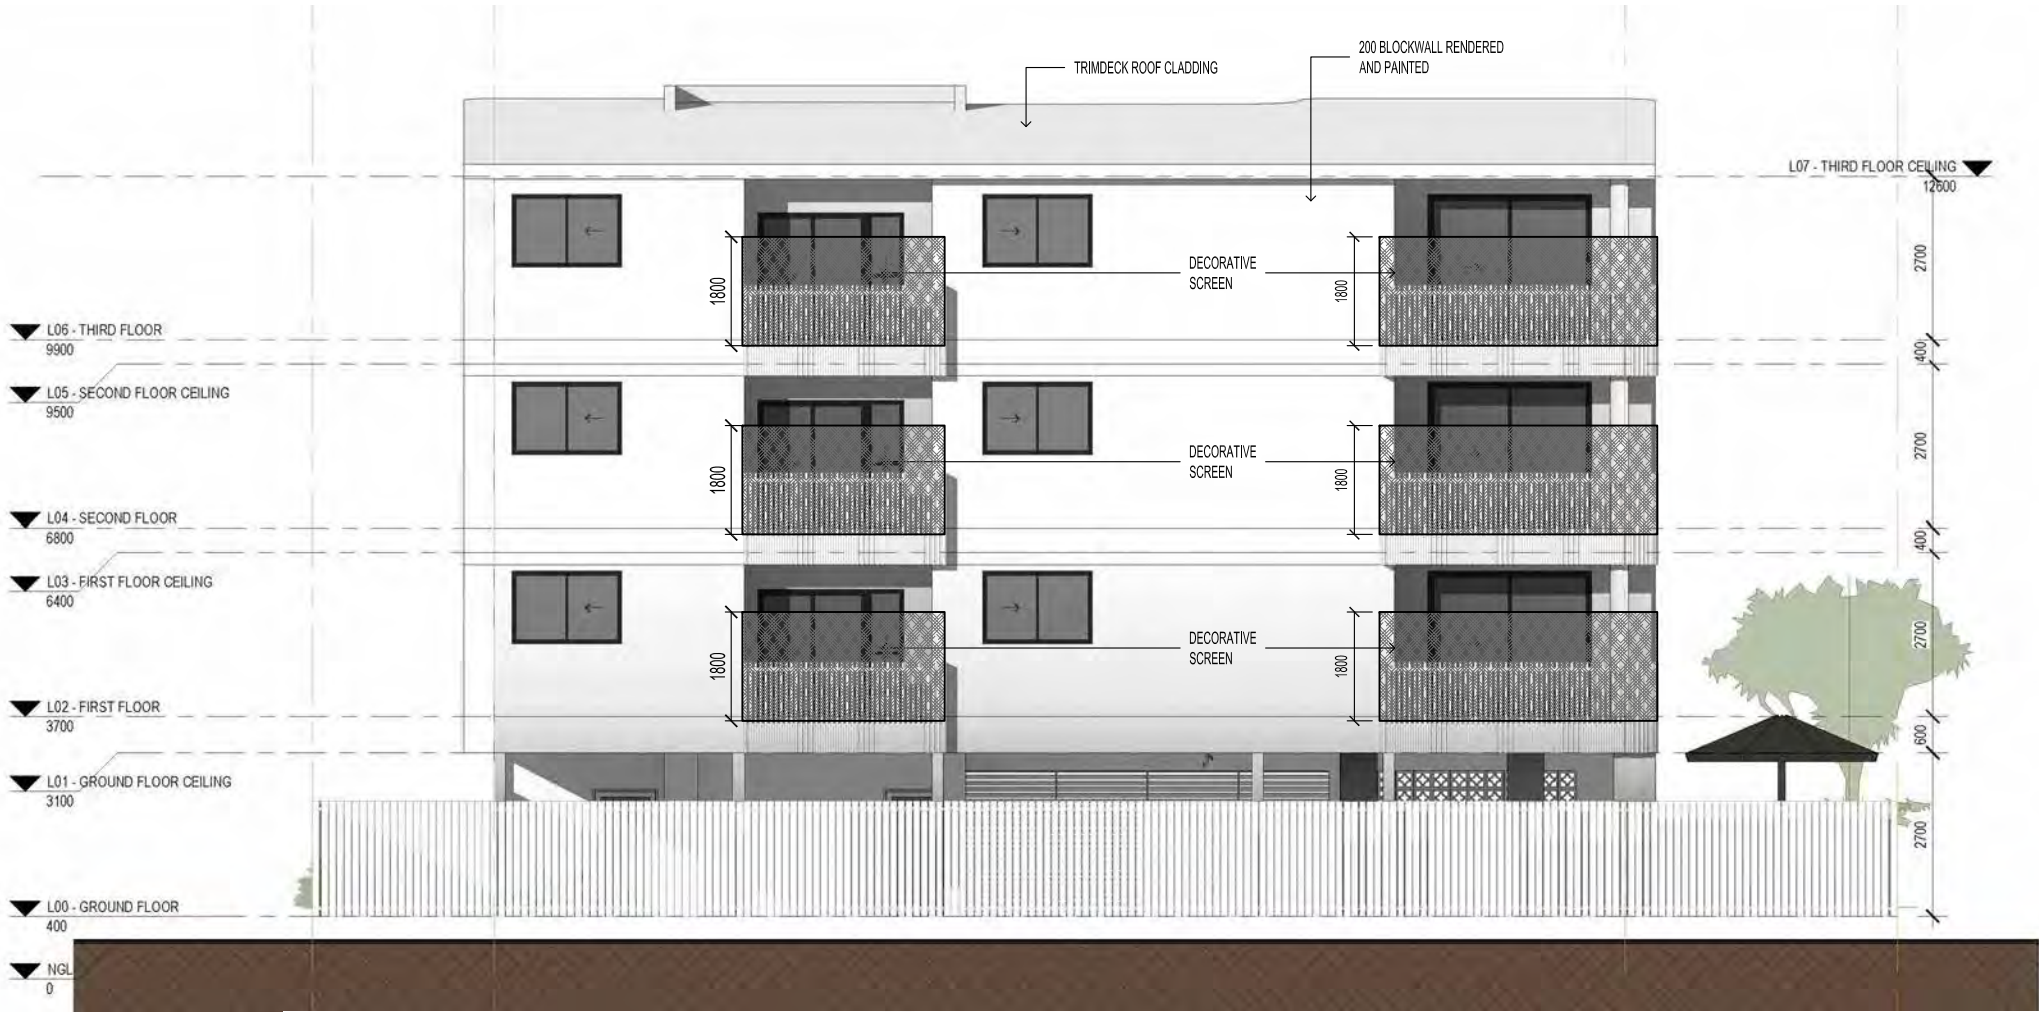 200 BLOCKWALL RENDERED
AND PAINTED
TRIMDECK ROOF CLADDING
L07 - THIRD FLOOR CEILING
12600
2700
DECORATIVE
SCREEN
1800
1800
L06 - THIRD FLOOR
9900
400
L05 - SECOND FLOOR CEILING
9500
2700
DECORATIVE
SCREEN
1800
1800
L04 - SECOND FLOOR
6800
400
L03 - FIRST FLOOR CEILING
6400
2700
DECORATIVE
SCREEN
1800
1800
L02 - FIRST FLOOR
3700
600
L01 - GROUND FLOOR CEILING
3100
2700
L00 - GROUND FLOOR
400
NGL
0